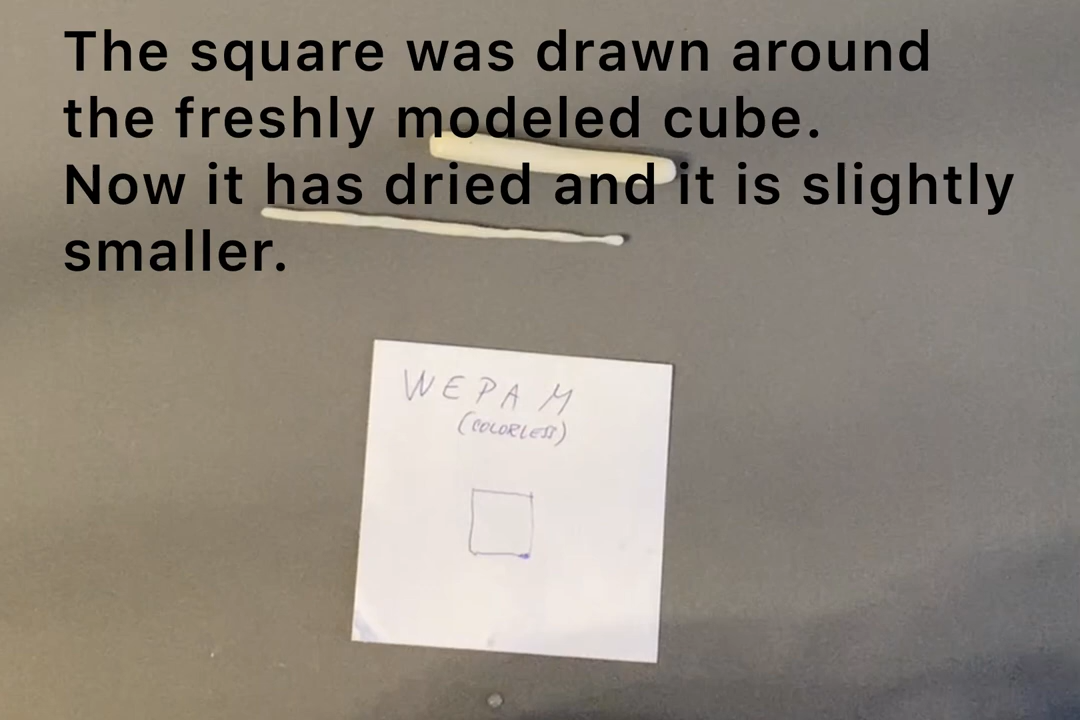 The square was drawn around
the freshly modeled cube.
Now it has dried and it is slightly
smaller.
WEPA M
(COLORLESS)